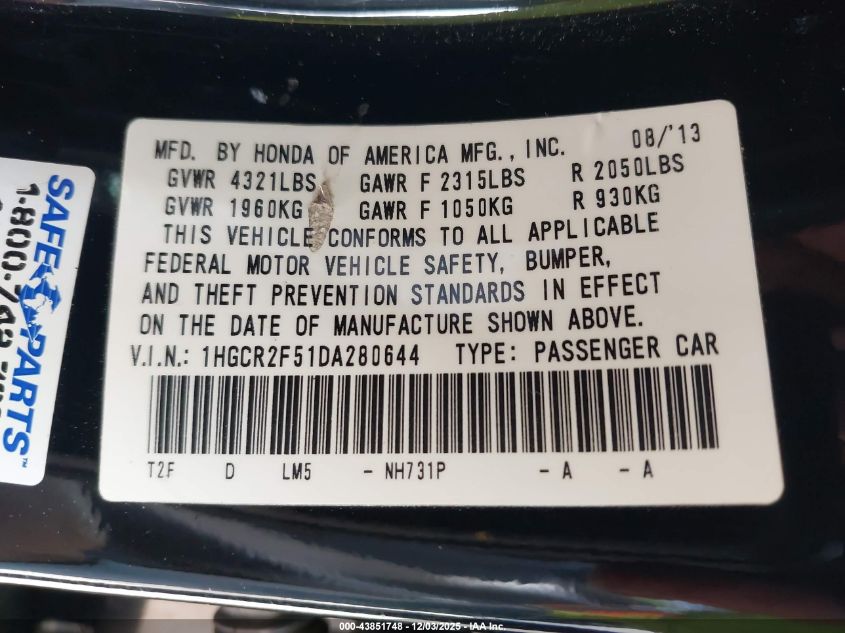 MFD. BY HONDA OF AMERICA MFG., INC. 08/'13
GVWR 4321LBS GAWR F 2315LBS R 2050LBS
GVWR 1960KG GAWR F 1050KG R 930KG
THIS VEHICLE CONFORMS TO ALL APPLICABLE
FEDERAL MOTOR VEHICLE SAFETY, BUMPER,
AND THEFT PREVENTION STANDARDS IN EFFECT
ON THE DATE OF MANUFACTURE SHOWN ABOVE.
V.I.N.: 1HGCR2F51DA280644 TYPE: PASSENGER CAR
T2F D LM5 - NH731P - A - A
SAFE PARTS™
000-43851748 - 12/03/2025 - IAA Inc.